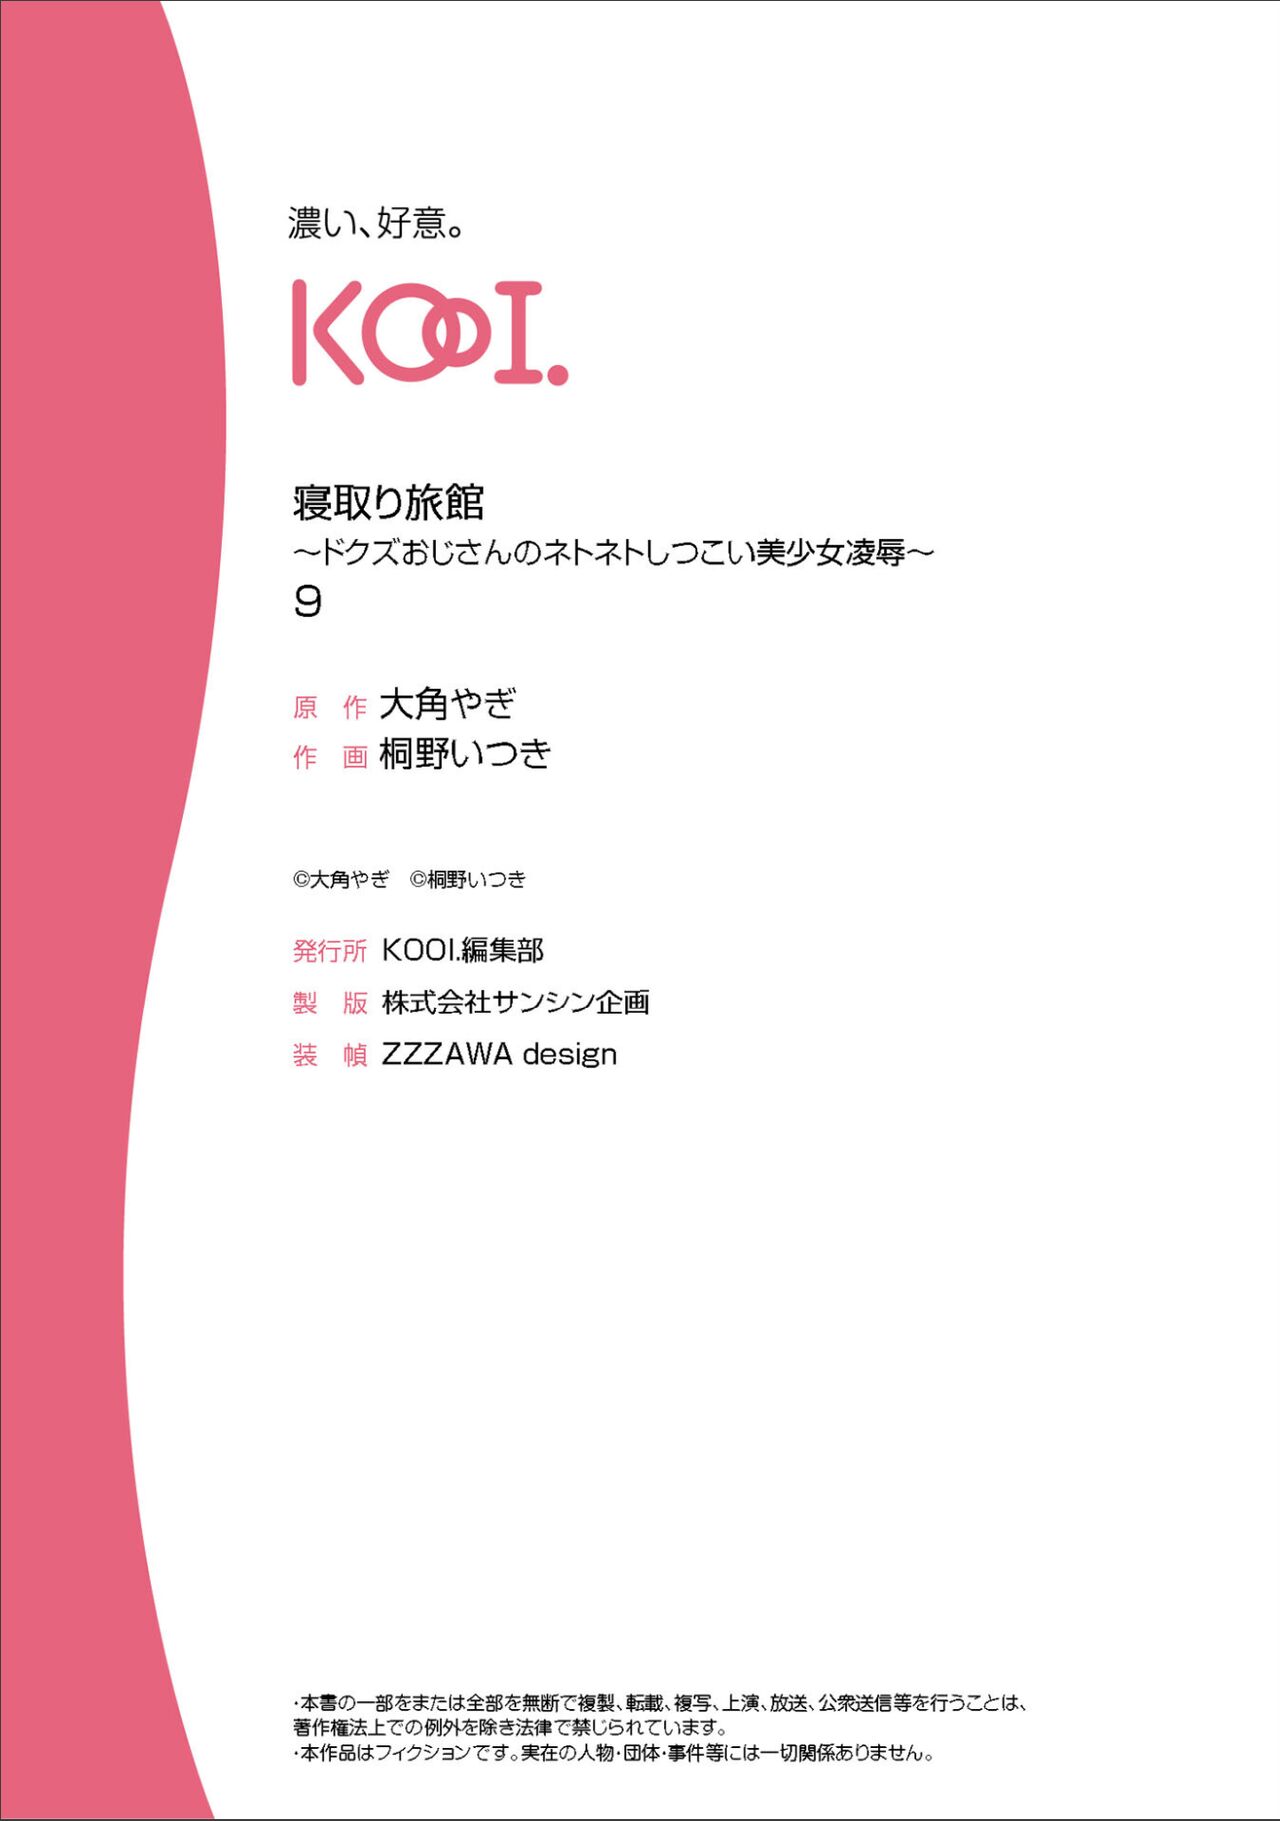 濃い、好意。
KOOI.
寝取り旅館
～ドクズおじさんのネトネトしつこい美少女凌辱～
9
原 作 大角やぎ
作 画 桐野いつき
©大角やぎ ©桐野いつき
発行所 KOOI.編集部
製 版 株式会社サンシン企画
装 幀 ZZZAWA design
・本書の一部をまたは全部を無断で複製、転載、複写、上演、放送、公衆送信等を行うことは、
著作権法上での例外を除き法律で禁じられています。
・本作品はフィクションです。実在の人物・団体・事件等には一切関係ありません。